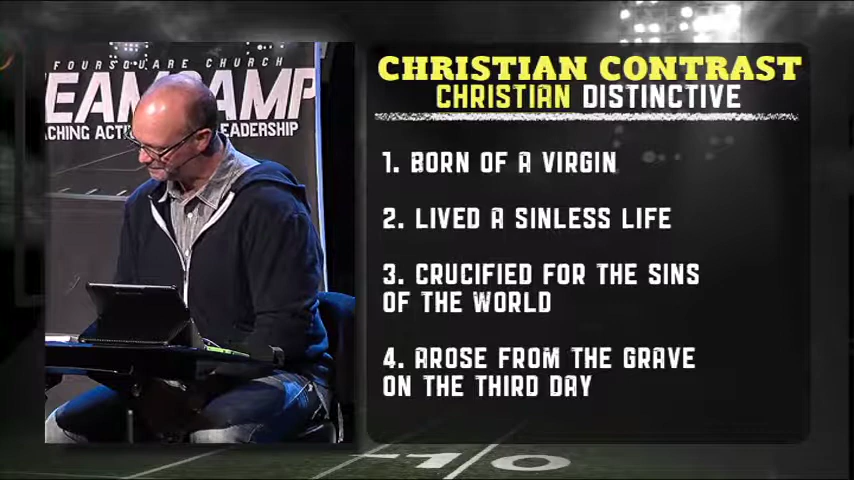 FOURSQUARE CHURCH
CHRISTIAN CONTRAST
CHRISTIAN DISTINCTIVE
1. BORN OF A VIRGIN
2. LIVED A SINLESS LIFE
3. CRUCIFIED FOR THE SINS
OF THE WORLD
4. AROSE FROM THE GRAVE
ON THE THIRD DAY
EAM AMP
ACHING ACT EADERSHIP
-10